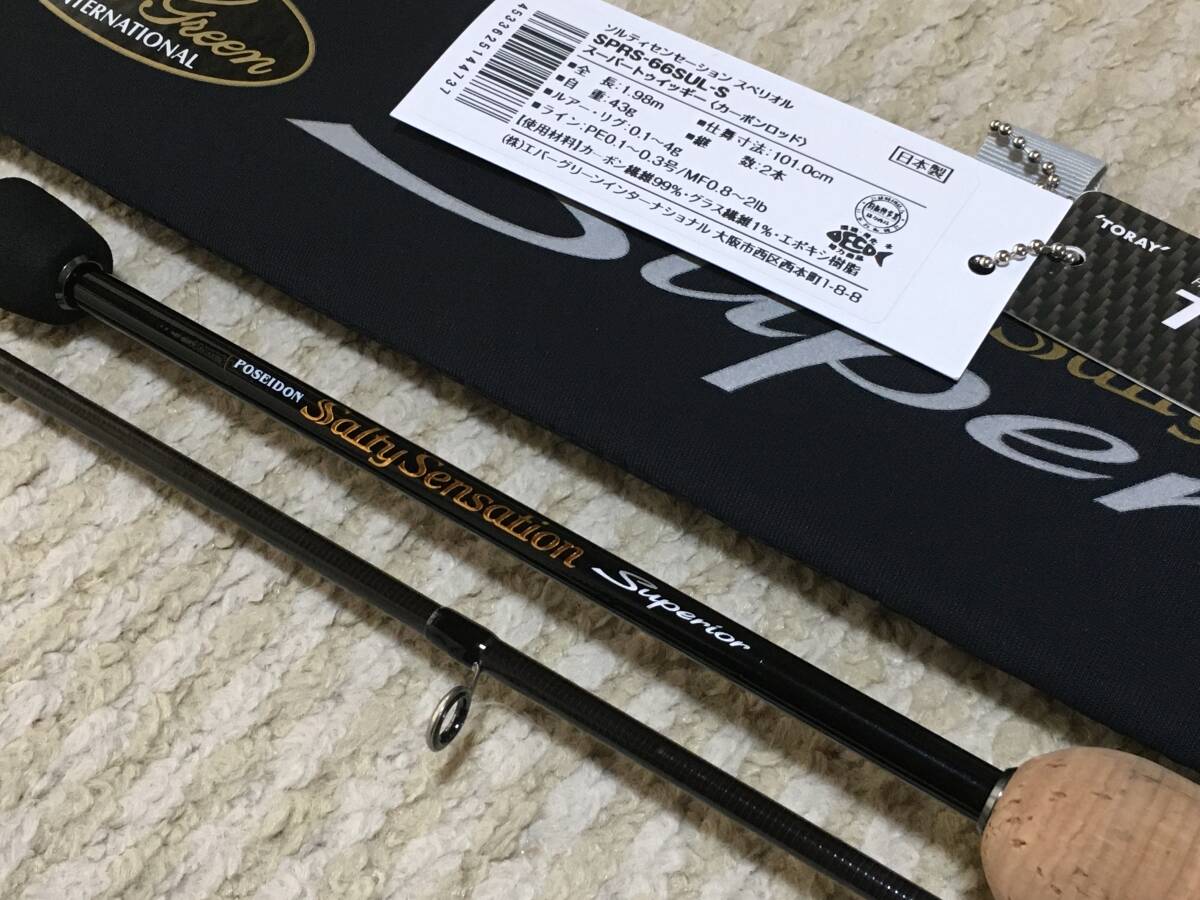 Green
INTERNATIONAL
4533625144737
ソルティセンセーション スペリオル
SPRS-66SUL-S
スーパートゥイッギー〈カーボンロッド〉
■全 長:1.98m ■仕舞寸法:101.0cm
■自 重:43g ■継 数:2本
■ルアー・リグ:0.1〜4g
■ライン:PE0.1〜0.3号/MF0.8〜2lb
【使用材料】カーボン繊維99%・グラス繊維1%・エポキシ樹脂
(株)エバーグリーンインターナショナル 大阪市西区西本町1-8-8
日本製
'TORAY'
T
Super
POSEIDON
Salty Sensation
Superior